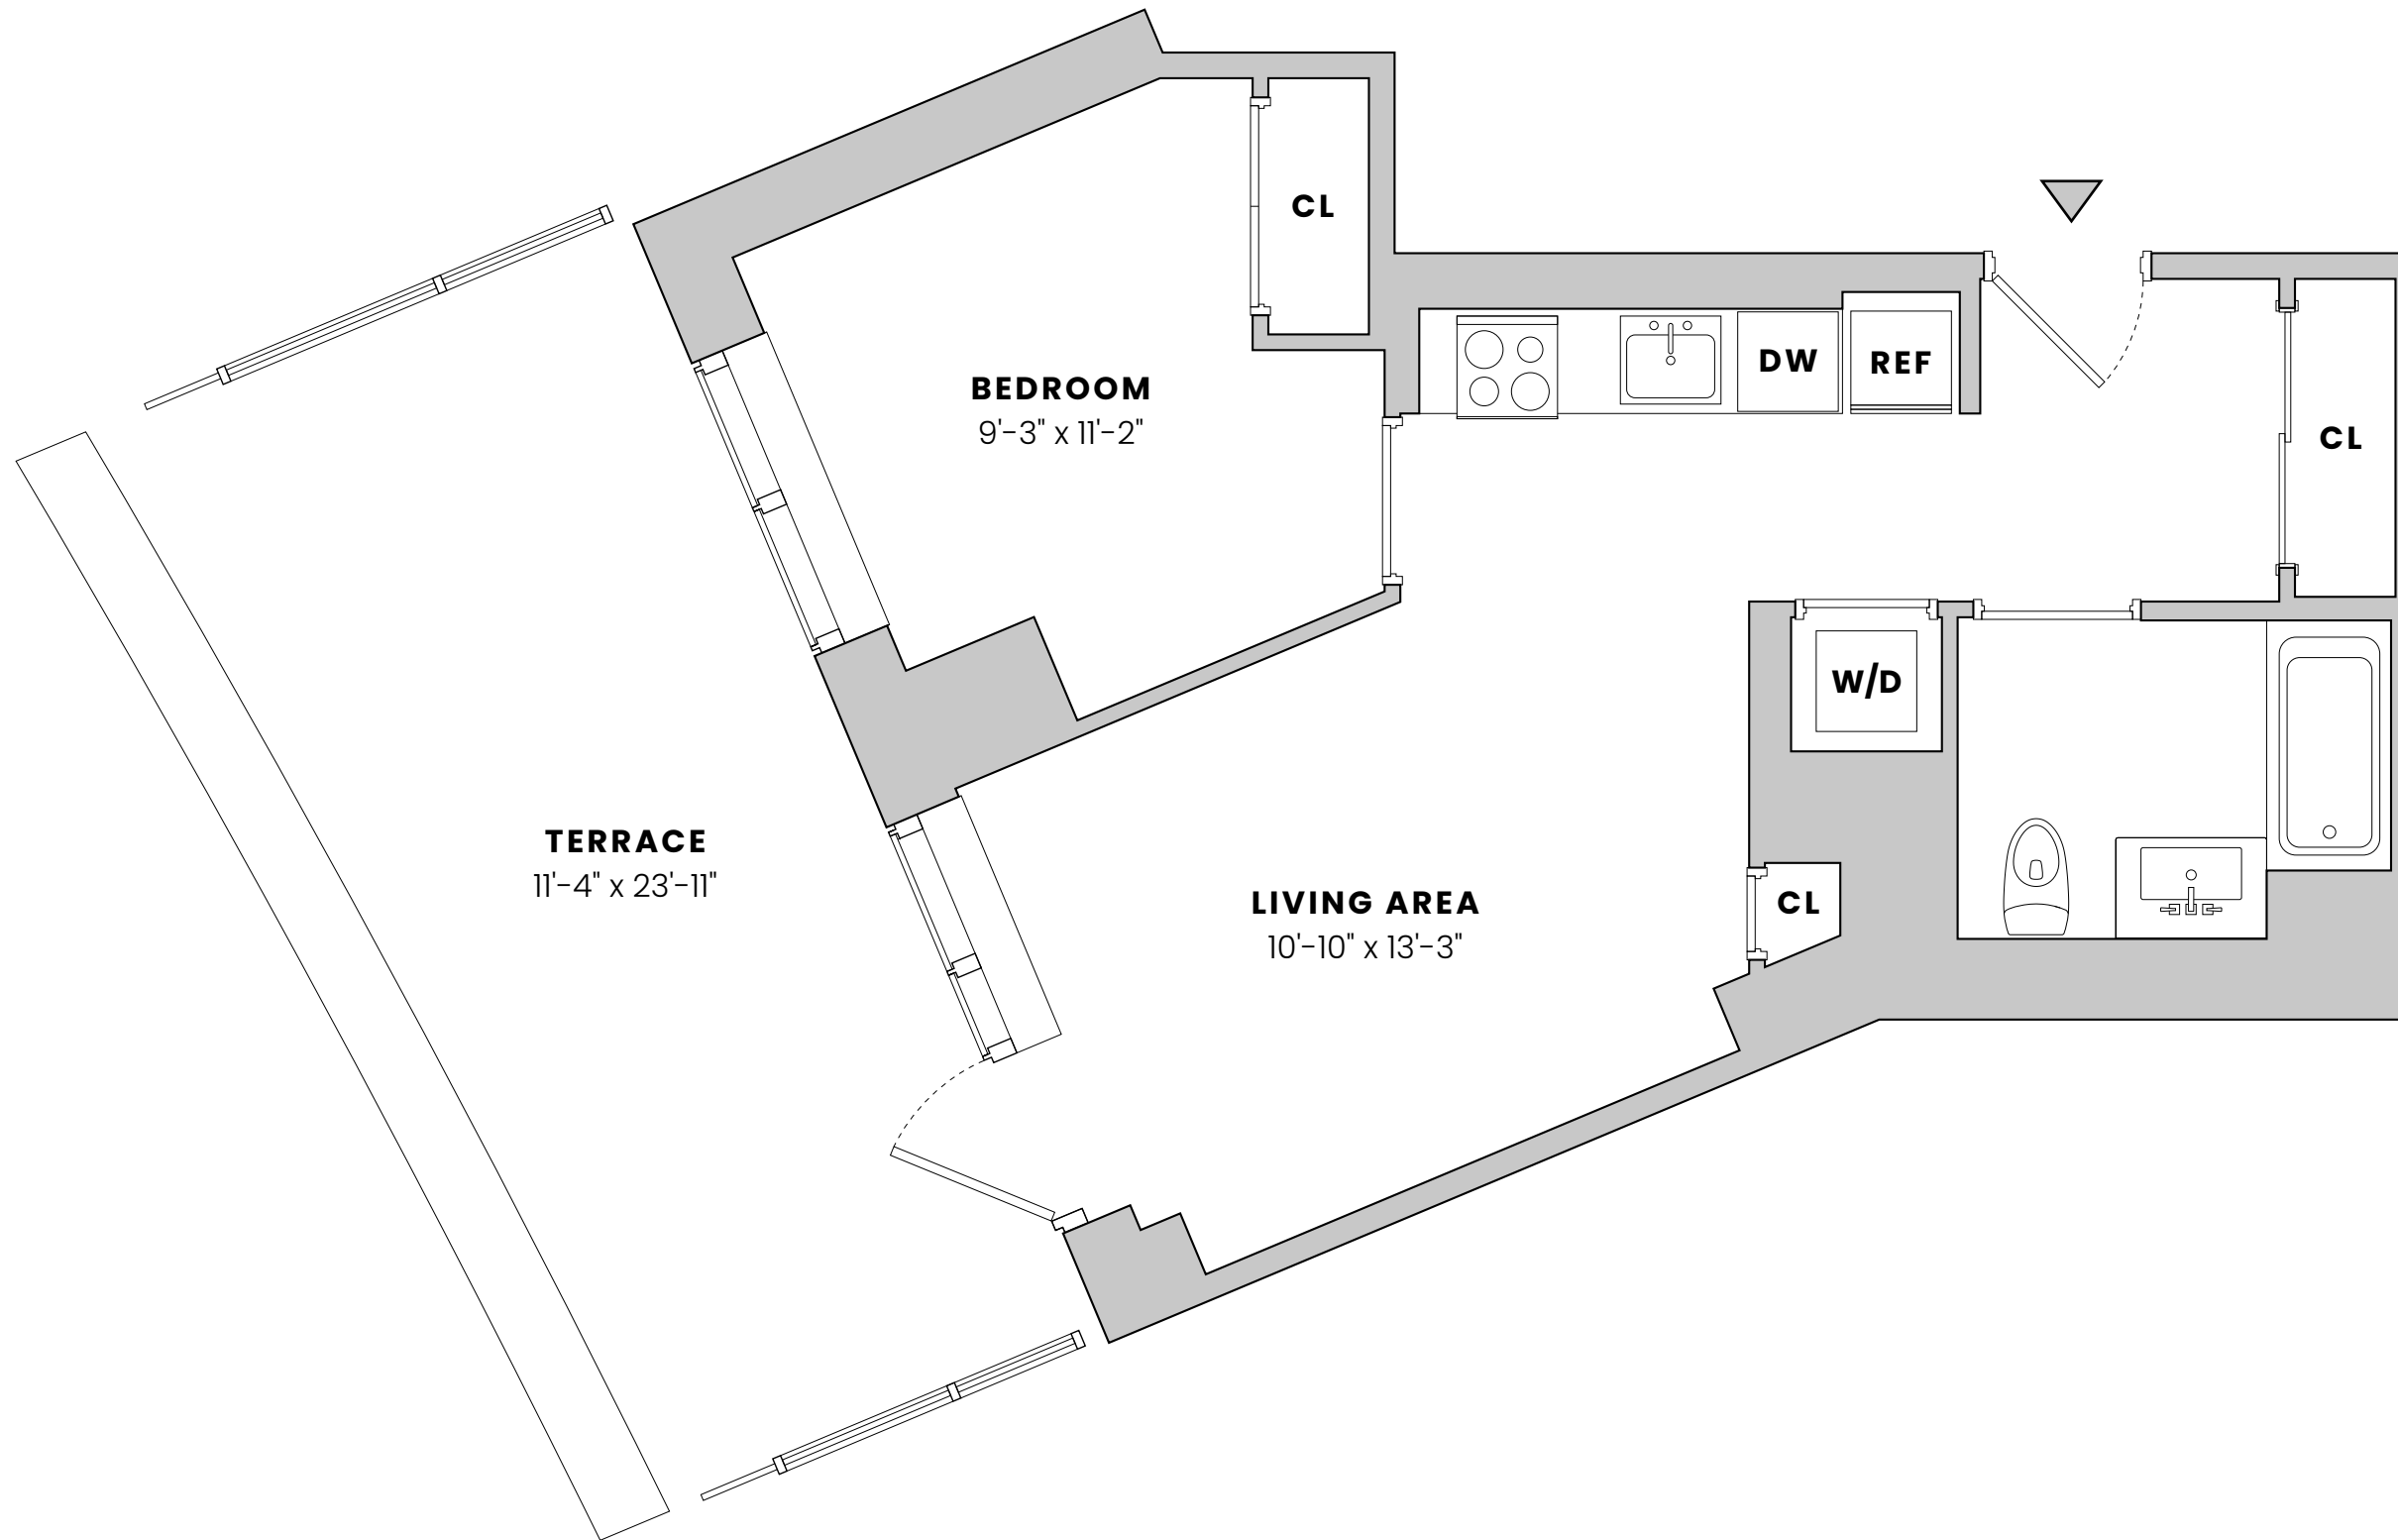 CL
BEDROOM
9'-3" x 11'-2"
DW
REF
CL
W/D
TERRACE
11'-4" x 23'-11"
LIVING AREA
10'-10" x 13'-3"
CL